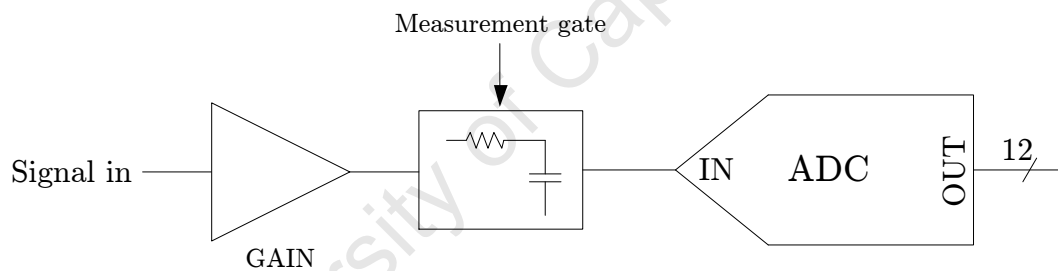 Measurement gate
Signal in
GAIN
IN
ADC
OUT
12